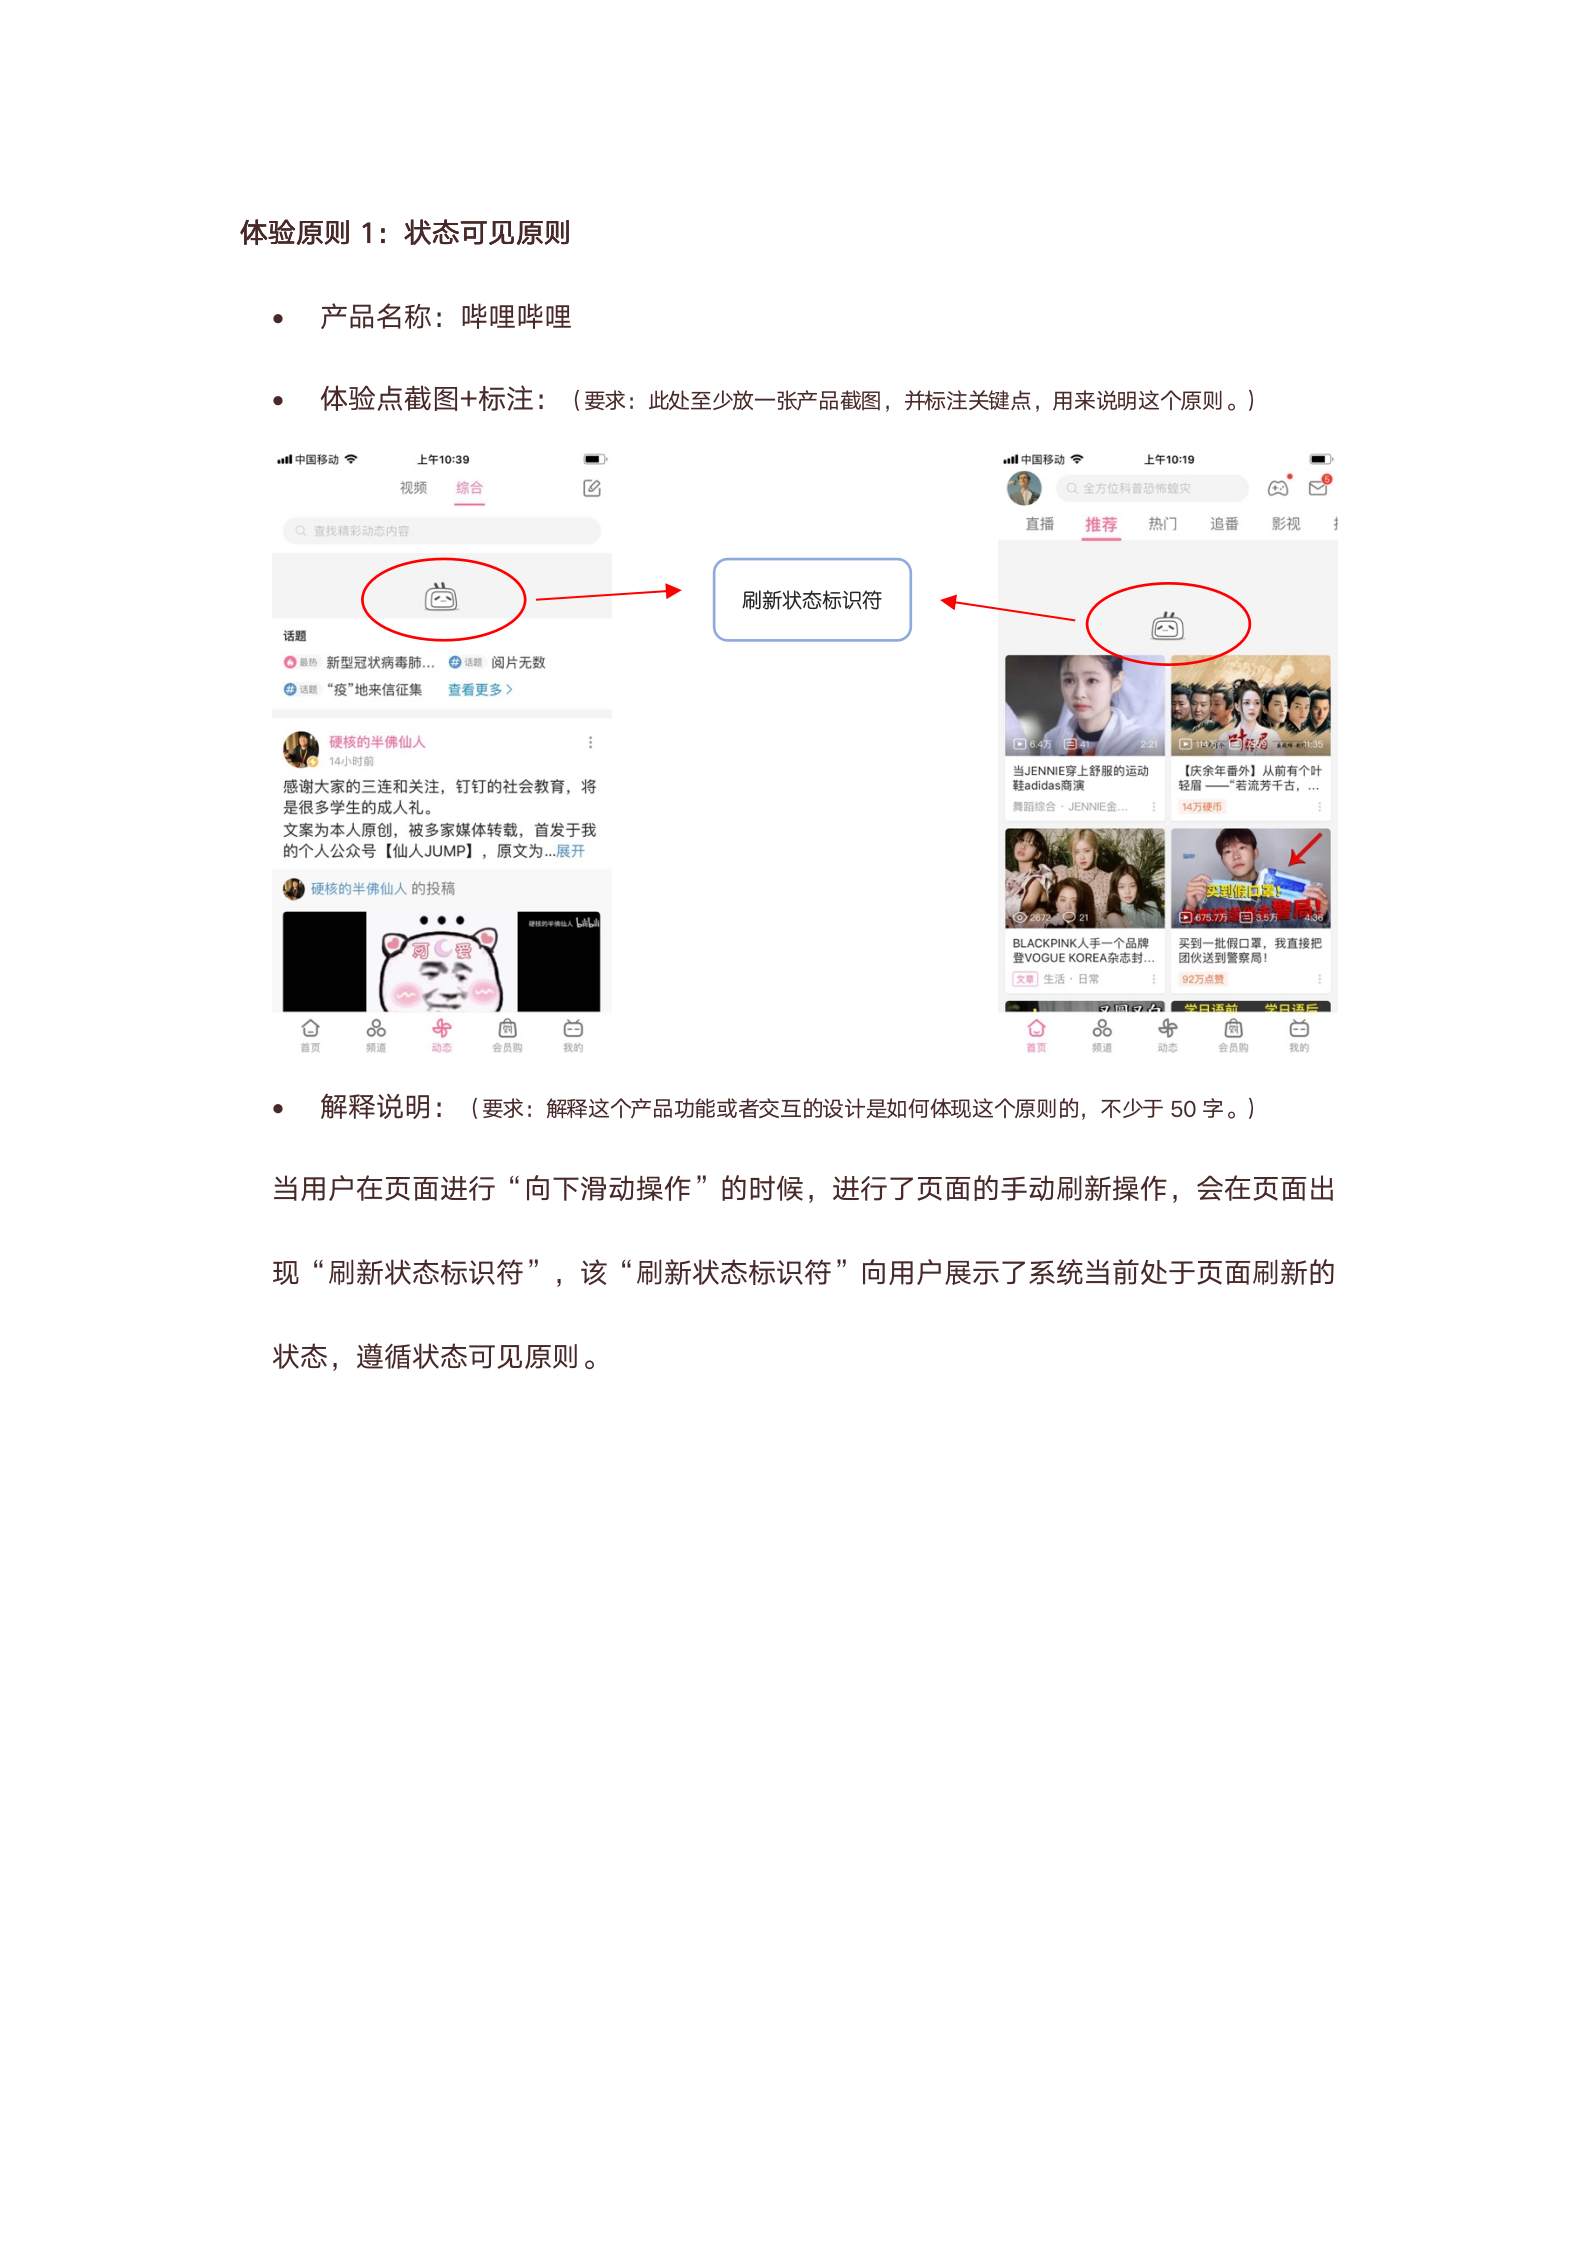 体验原则 1：状态可见原则
• 产品名称：哔哩哔哩
• 体验点截图+标注：（要求：此处至少放一张产品截图，并标注关键点，用来说明这个原则。）
中国移动 上午10:39
视频 综合
查找精彩动态内容
话题
最热 新型冠状病毒肺... # 话题 阅片无数
# 话题 “疫”地来信征集 查看更多 >
硬核的半佛仙人
14小时前
感谢大家的三连和关注，钉钉的社会教育，将
是很多学生的成人礼。
文案为本人原创，被多家媒体转载，首发于我
的个人公众号【仙人JUMP】，原文为...展开
硬核的半佛仙人 的投稿
可 爱
硬核的半佛仙人 bilibili
首页 频道 动态 会员购 我的
刷新状态标识符
中国移动 上午10:19
全方位科普恐怖蝗灾 5
直播 推荐 热门 追番 影视
6.4万 41 2:21
114万 11:35
当JENNIE穿上舒服的运动
鞋adidas商演
舞蹈综合 · JENNIE金...
【庆余年番外】从前有个叶
轻眉 ——“若流芳千古，...
14万硬币
2672 21
买到假口罩!
警局!
675.7万 3.5万 4:36
BLACKPINK人手一个品牌
登VOGUE KOREA杂志封...
文章 生活 · 日常
买到一批假口罩，我直接把
团伙送到警察局！
92万点赞
学日语前 学日语后
首页 频道 动态 会员购 我的
• 解释说明：（要求：解释这个产品功能或者交互的设计是如何体现这个原则的，不少于 50 字。）
当用户在页面进行“向下滑动操作”的时候，进行了页面的手动刷新操作，会在页面出
现“刷新状态标识符”，该“刷新状态标识符”向用户展示了系统当前处于页面刷新的
状态，遵循状态可见原则。